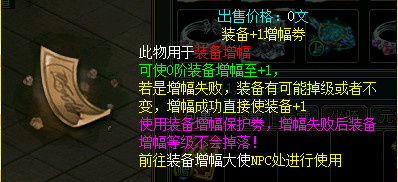 出售价格：0文
装备+1增幅券
此物用于装备增幅
可使0阶装备增幅至+1,
若是增幅失败，装备有可能掉级或者不
变，增幅成功直接使装备+1
使用装备增幅保护券，增幅失败后装备
增幅等级不会掉落！
前往装备增幅大使NPC处进行使用